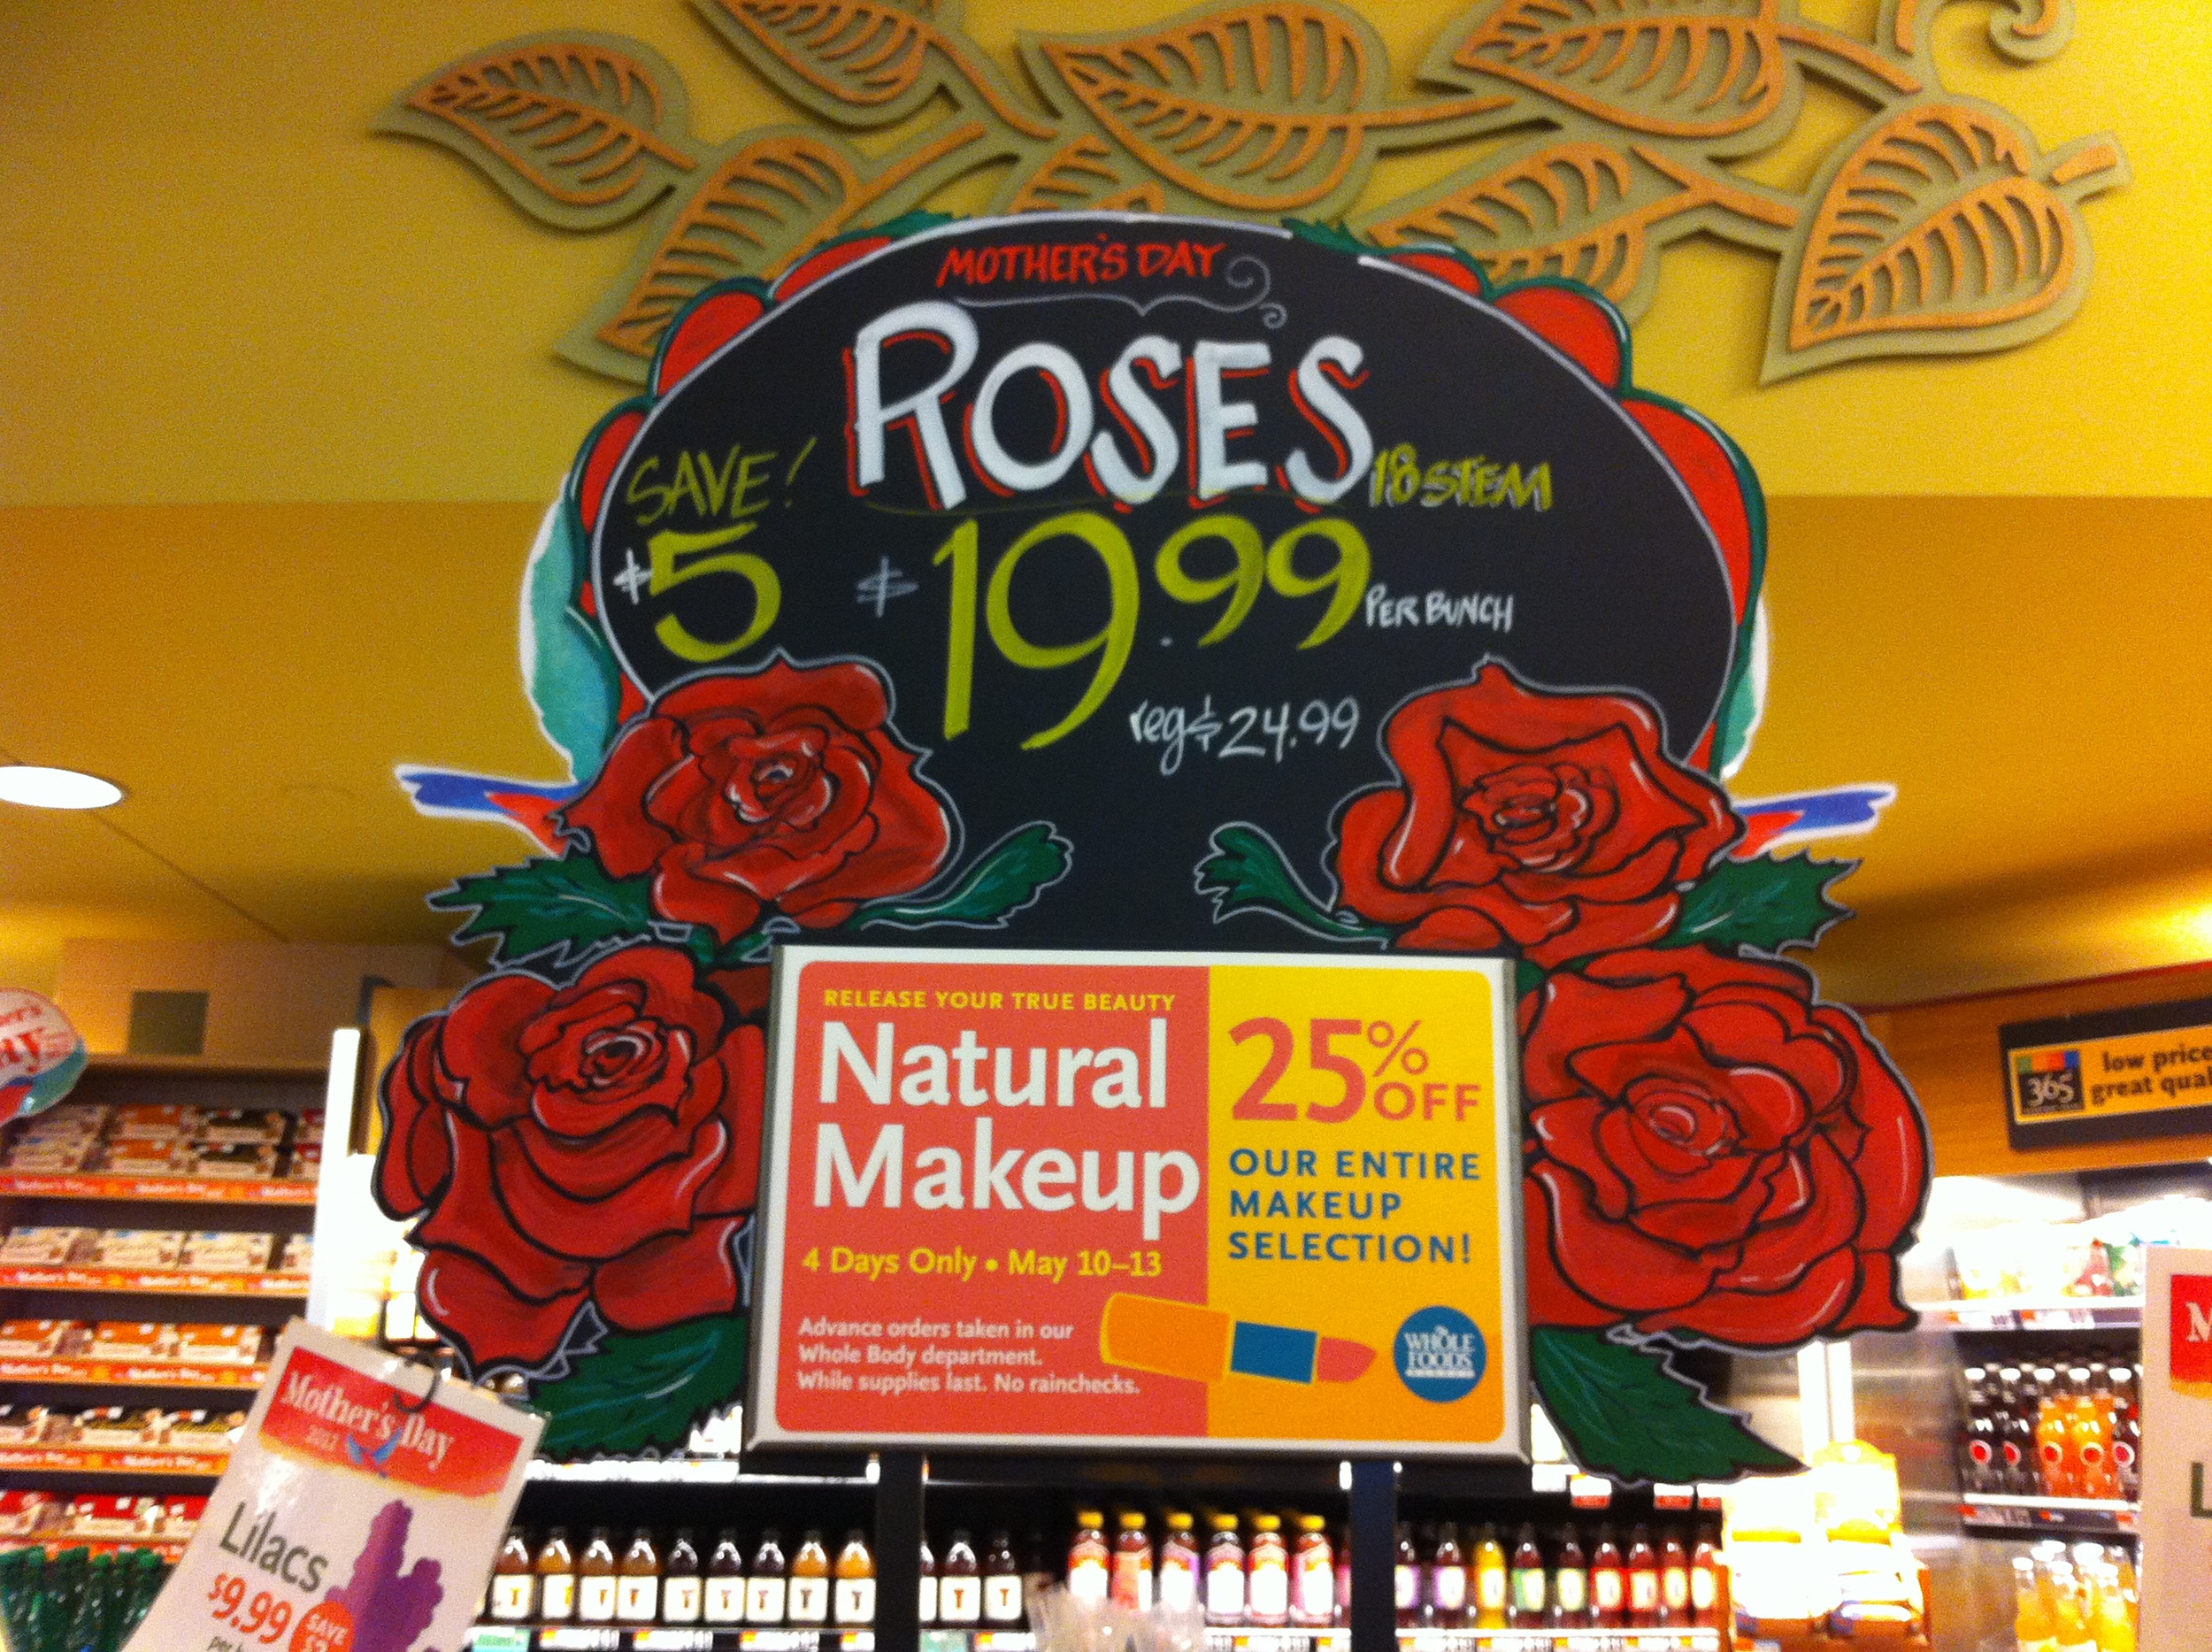 MOTHER'S DAY
ROSES
18 STEM
SAVE!
$5
$19.99
PER BUNCH
reg $24.99
RELEASE YOUR TRUE BEAUTY
Natural
Makeup
4 Days Only • May 10–13
Advance orders taken in our
Whole Body department.
While supplies last. No rainchecks.
25% OFF
OUR ENTIRE
MAKEUP
SELECTION!
WHOLE
FOODS
MARKET
365
low price
great qual
Mother's Day
Lilacs
$9.99
SAVE